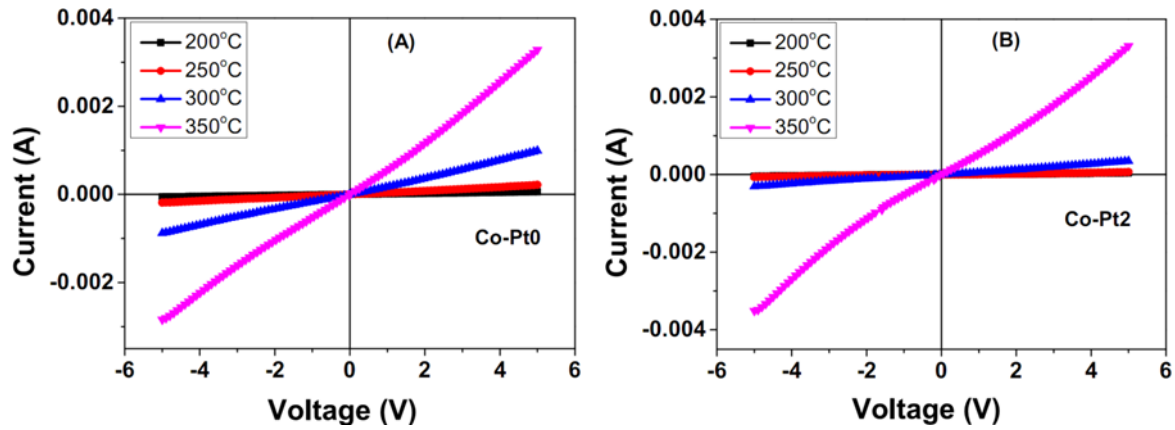 (A)
200°C
250°C
300°C
350°C
0.004
0.002
0.000
-0.002
Current (A)
Co-Pt0
-6 -4 -2 0 2 4 6
Voltage (V)
(B)
200°C
250°C
300°C
350°C
0.004
0.002
0.000
-0.002
-0.004
Current (A)
Co-Pt2
-6 -4 -2 0 2 4 6
Voltage (V)